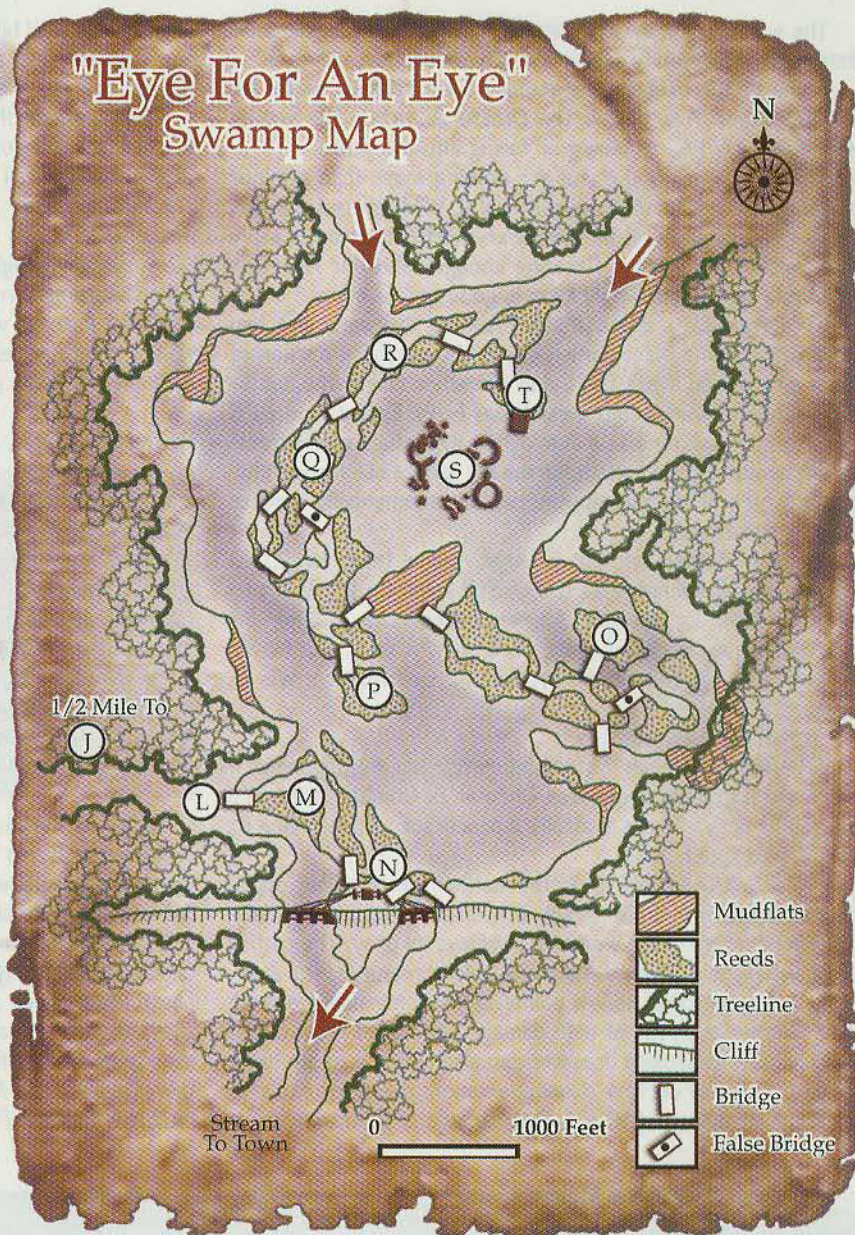 "Eye For An Eye"
Swamp Map
N
R
T
Q
S
O
P
1/2 Mile To
J
L
M
N
Mudflats
Reeds
Treeline
Cliff
Bridge
False Bridge
Stream
To Town
0 1000 Feet